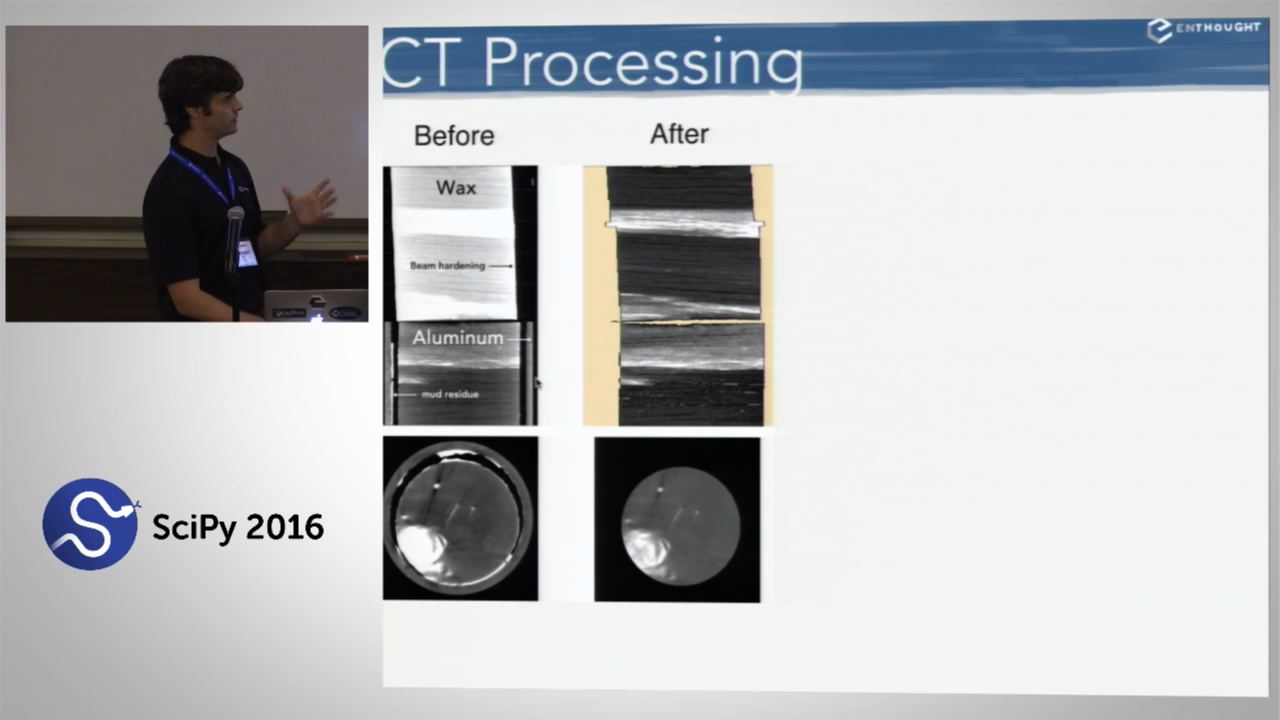 CT Processing
ENTHOUGHT
Before
After
Wax
Beam hardening
Aluminum
mud residue
SciPy 2016